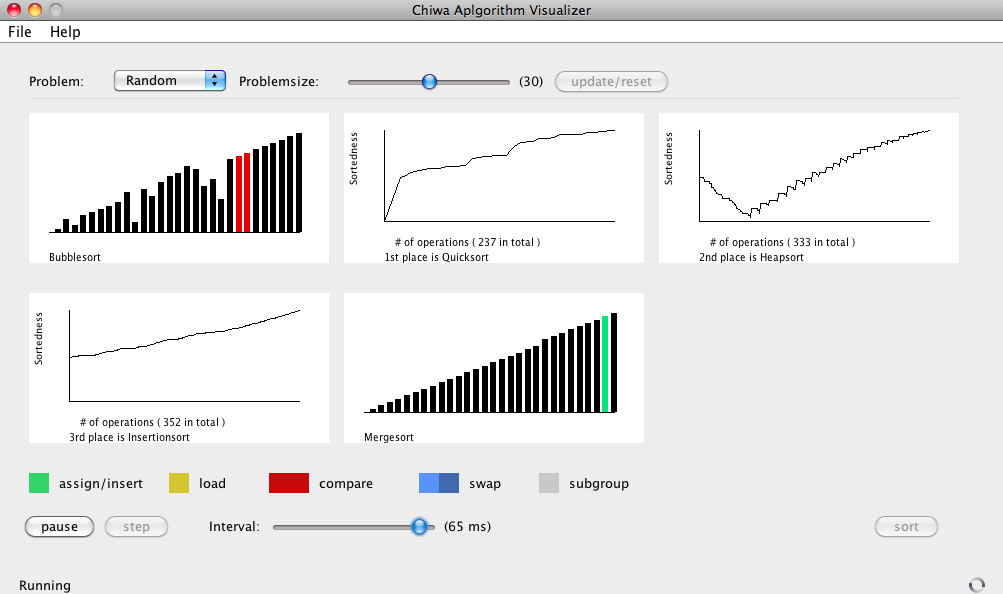 Chiwa Aplgorithm Visualizer
File Help
Problem: Random Problemsize: (30) update/reset
Bubblesort
Sortedness
# of operations ( 237 in total )
1st place is Quicksort
Sortedness
# of operations ( 333 in total )
2nd place is Heapsort
Sortedness
# of operations ( 352 in total )
3rd place is Insertionsort
Mergesort
assign/insert load compare swap subgroup
pause step Interval: (65 ms) sort
Running